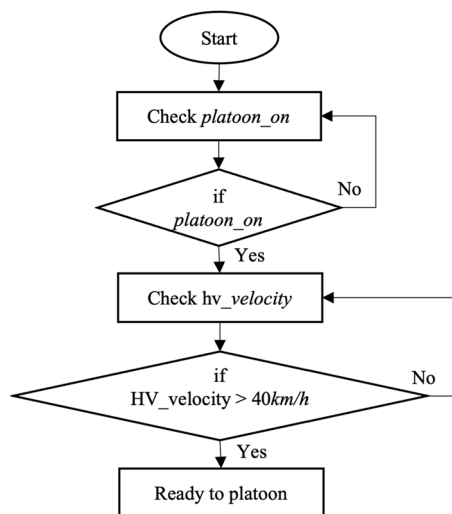 Start
Check platoon_on
if
platoon_on
No
Yes
Check hv_velocity
if
HV_velocity > 40km/h
No
Yes
Ready to platoon